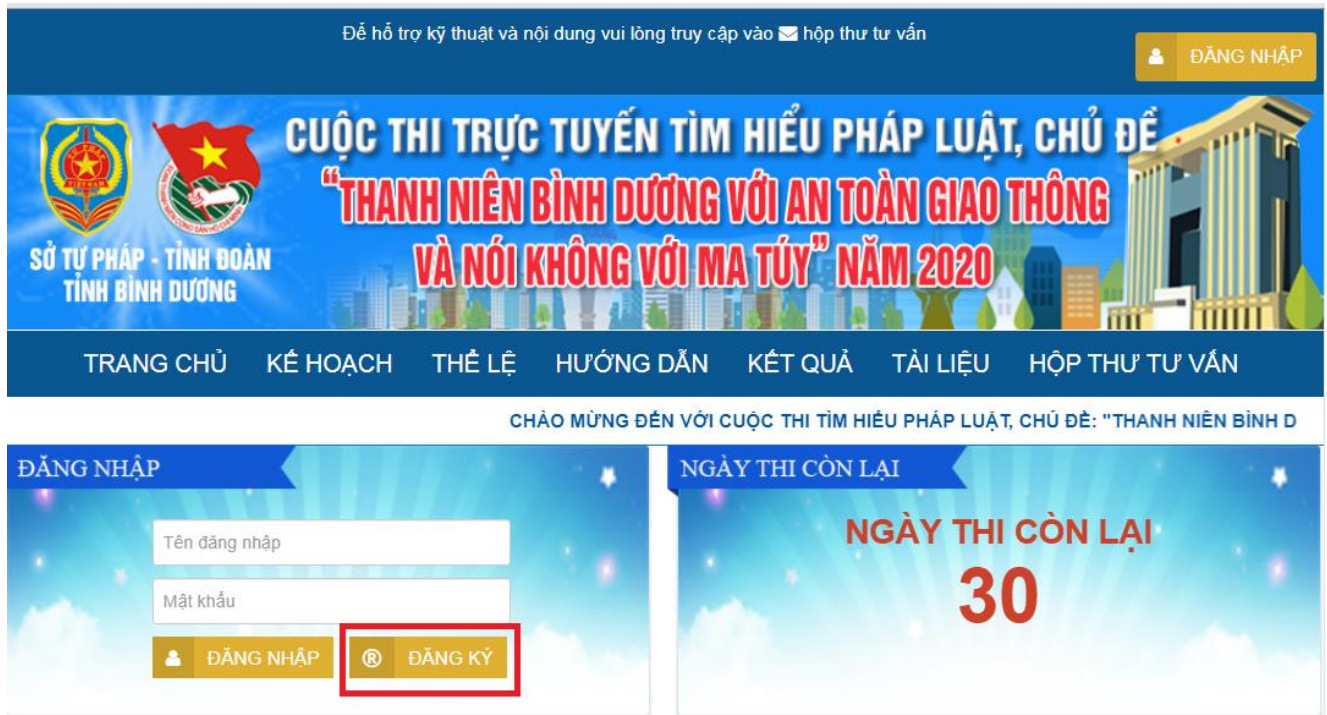 Để hổ trợ kỹ thuật và nội dung vui lòng truy cập vào hộp thư tư vấn
ĐĂNG NHẬP
CUỘC THI TRỰC TUYẾN TÌM HIỂU PHÁP LUẬT, CHỦ ĐỀ
“THANH NIÊN BÌNH DƯƠNG VỚI AN TOÀN GIAO THÔNG
VÀ NÓI KHÔNG VỚI MA TÚY” NĂM 2020
SỞ TƯ PHÁP - TỈNH ĐOÀN
TỈNH BÌNH DƯƠNG
TRANG CHỦ KẾ HOẠCH THỂ LỆ HƯỚNG DẪN KẾT QUẢ TÀI LIỆU HỘP THƯ TƯ VẤN
CHÀO MỪNG ĐẾN VỚI CUỘC THI TÌM HIỂU PHÁP LUẬT, CHỦ ĐỀ: "THANH NIÊN BÌNH D
ĐĂNG NHẬP
Tên đăng nhập
Mật khẩu
ĐĂNG NHẬP
® ĐĂNG KÝ
NGÀY THI CÒN LẠI
NGÀY THI CÒN LẠI
30